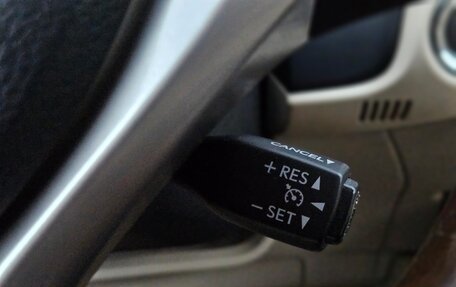 CANCEL▼
+ RES ▲
− SET ▼